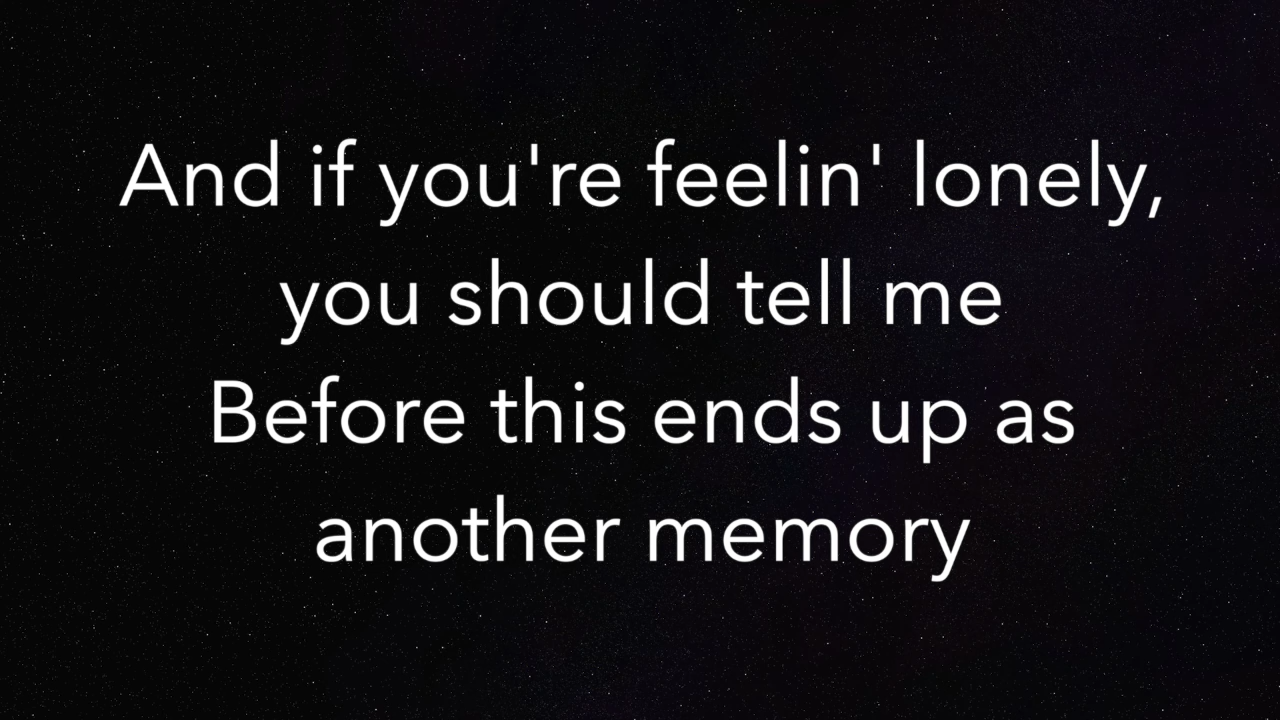 And if you're feelin' lonely,
you should tell me
Before this ends up as
another memory